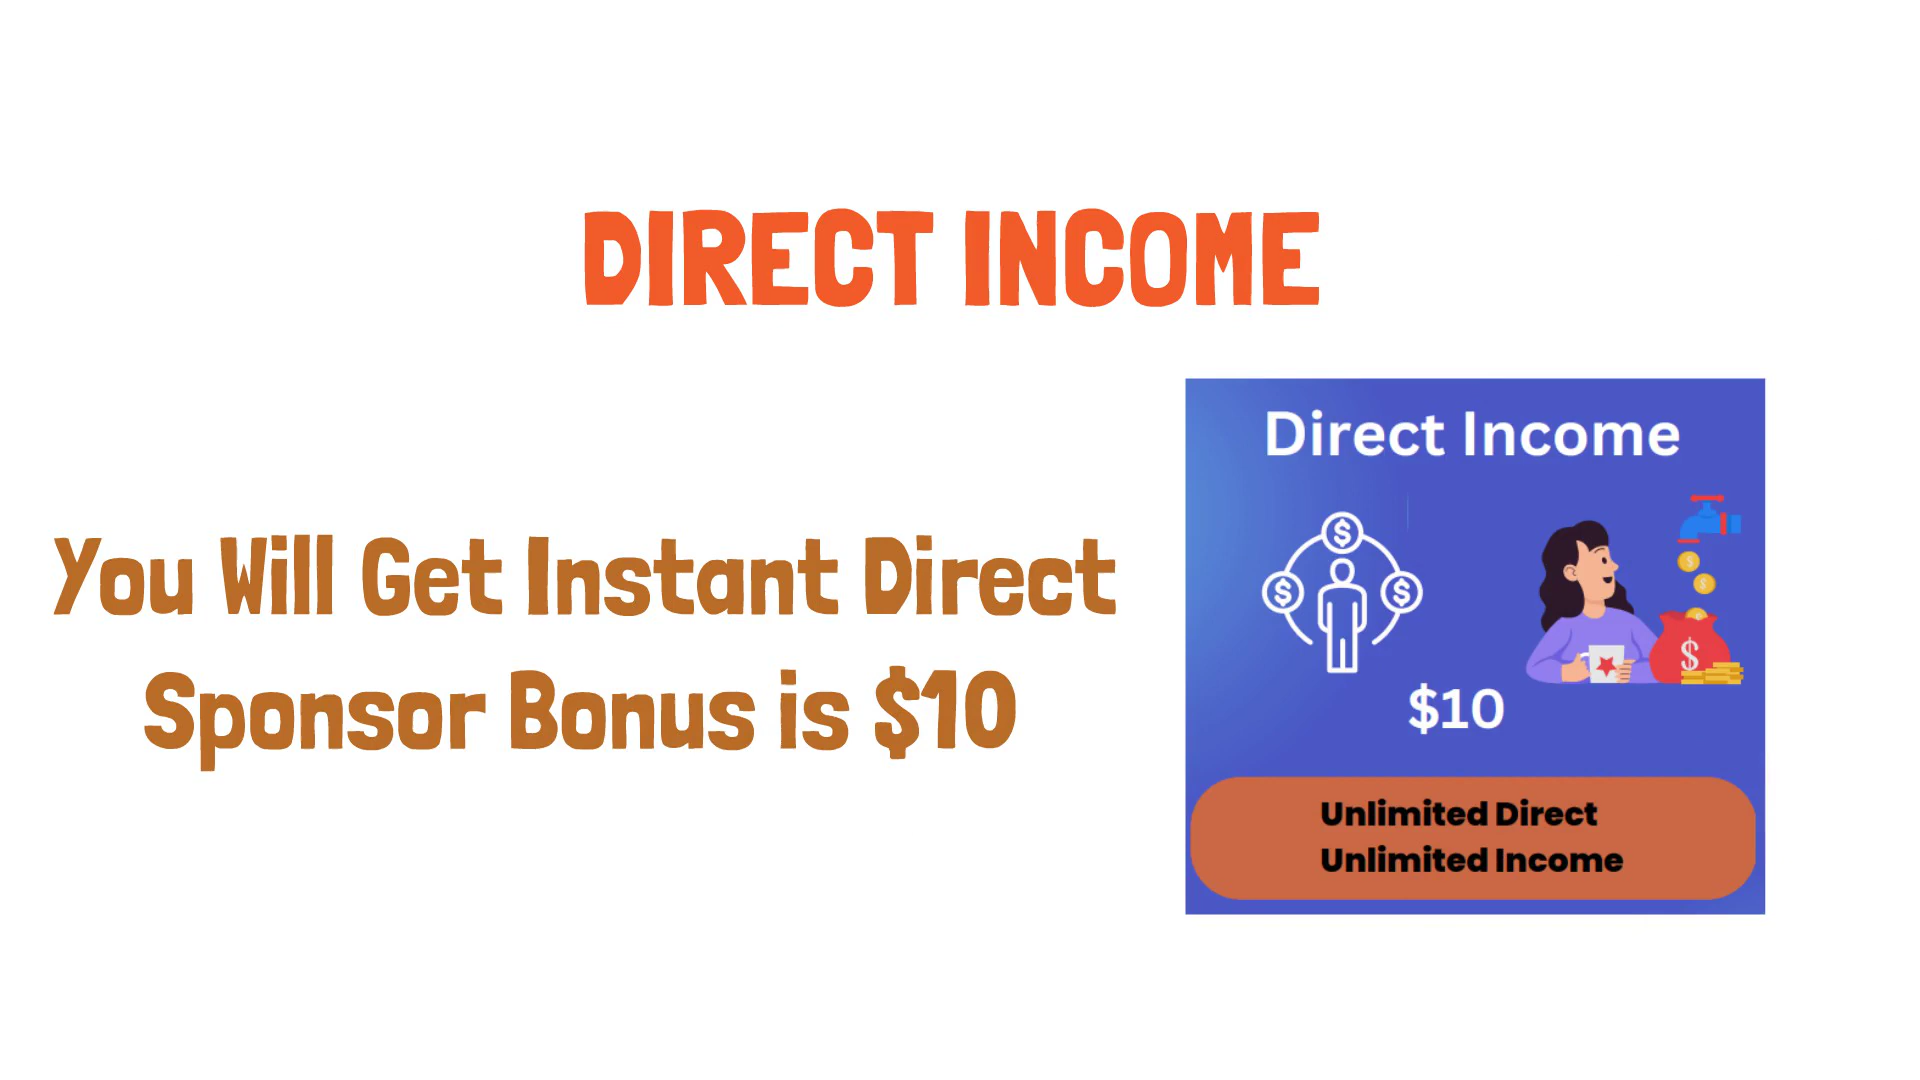 DIRECT INCOME
You Will Get Instant Direct
Sponsor Bonus is $10
Direct Income
$
$ $
$
$
$
$10
Unlimited Direct
Unlimited Income